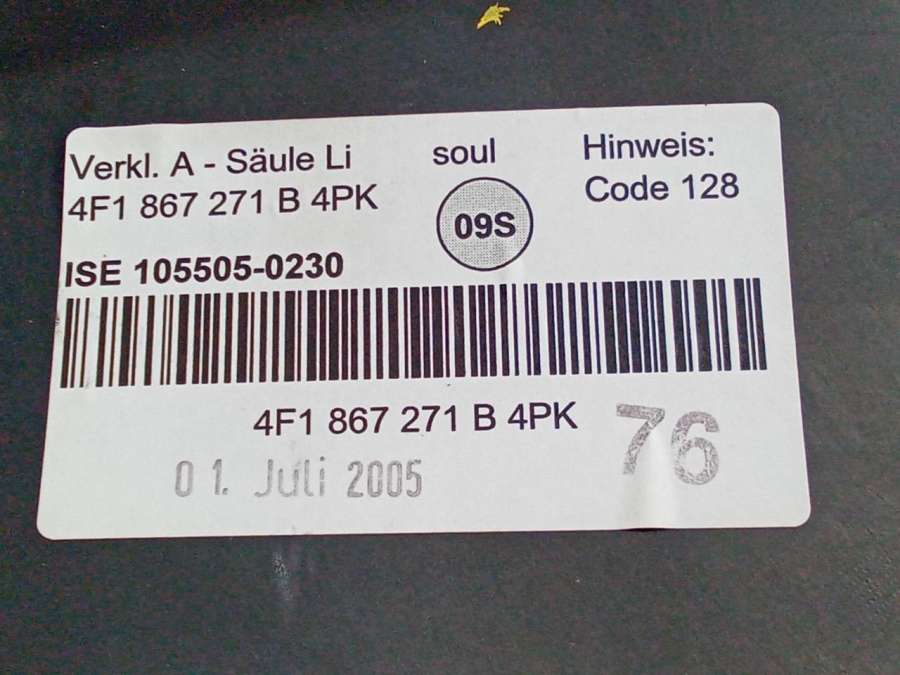 Verkl. A - Säule Li
4F1 867 271 B 4PK
soul
09S
Hinweis:
Code 128
ISE 105505-0230
4F1 867 271 B 4PK
01. Juli 2005
76